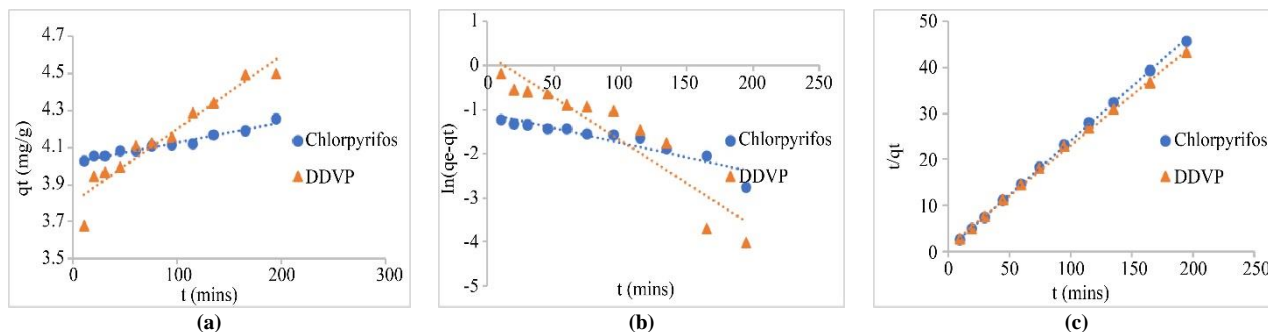 4.7
4.5
4.3
4.1
3.9
3.7
3.5
qt (mg/g)
0
100
200
300
t (mins)
Chlorpyrifos
DDVP
(a)
1
0
-1
-2
-3
-4
-5
ln(qe-qt)
0
50
100
150
200
250
t (mins)
Chlorpyrifos
DDVP
(b)
50
40
30
20
10
0
t/qt
0
50
100
150
200
250
t (mins)
Chlorpyrifos
DDVP
(c)